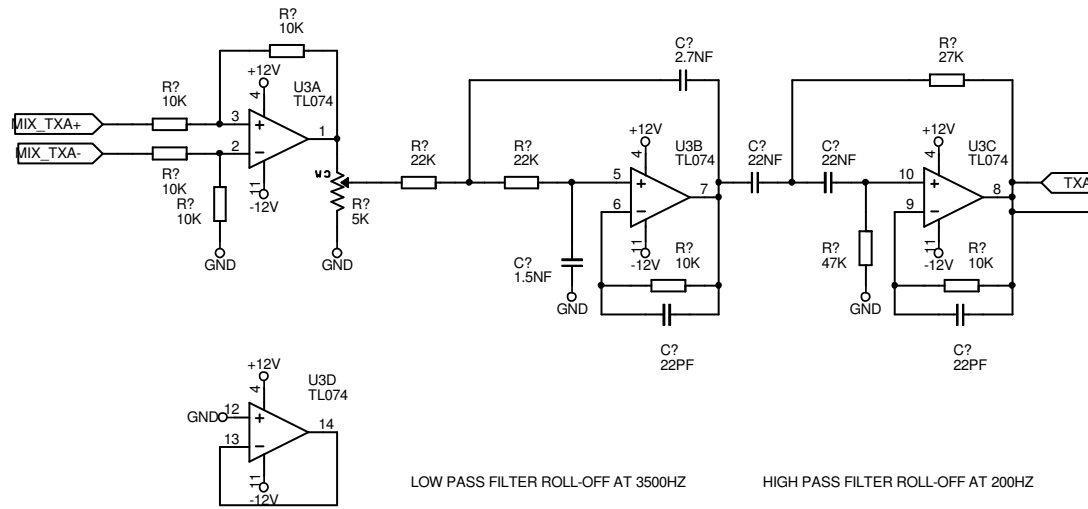 R?
10K
+12V
4
U3A
TL074
R?
10K
MIX_TXA+
3
1
MIX_TXA-
2
R?
10K
R?
10K
11
-12V
GND
CW
R?
5K
GND
R?
22K
R?
22K
C?
2.7NF
+12V
4
U3B
TL074
5
7
6
11
-12V
R?
10K
C?
1.5NF
GND
C?
22PF
C?
22NF
C?
22NF
R?
27K
+12V
4
U3C
TL074
10
8
9
11
-12V
TXA
R?
47K
GND
R?
10K
C?
22PF
+12V
4
U3D
TL074
GND
12
14
13
11
-12V
LOW PASS FILTER ROLL-OFF AT 3500HZ
HIGH PASS FILTER ROLL-OFF AT 200HZ